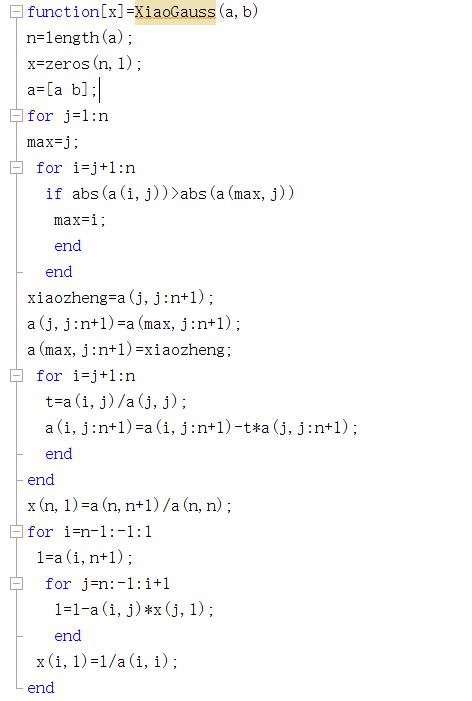 function[x]=XiaoGauss(a,b)
n=length(a);
x=zeros(n,1);
a=[a b];
for j=1:n
max=j;
for i=j+1:n
if abs(a(i,j))>abs(a(max,j))
max=i;
end
end
xiaozheng=a(j,j:n+1);
a(j,j:n+1)=a(max,j:n+1);
a(max,j:n+1)=xiaozheng;
for i=j+1:n
t=a(i,j)/a(j,j);
a(i,j:n+1)=a(i,j:n+1)-t*a(j,j:n+1);
end
end
x(n,1)=a(n,n+1)/a(n,n);
for i=n-1:-1:1
l=a(i,n+1);
for j=n:-1:i+1
l=l-a(i,j)*x(j,1);
end
x(i,1)=l/a(i,i);
end